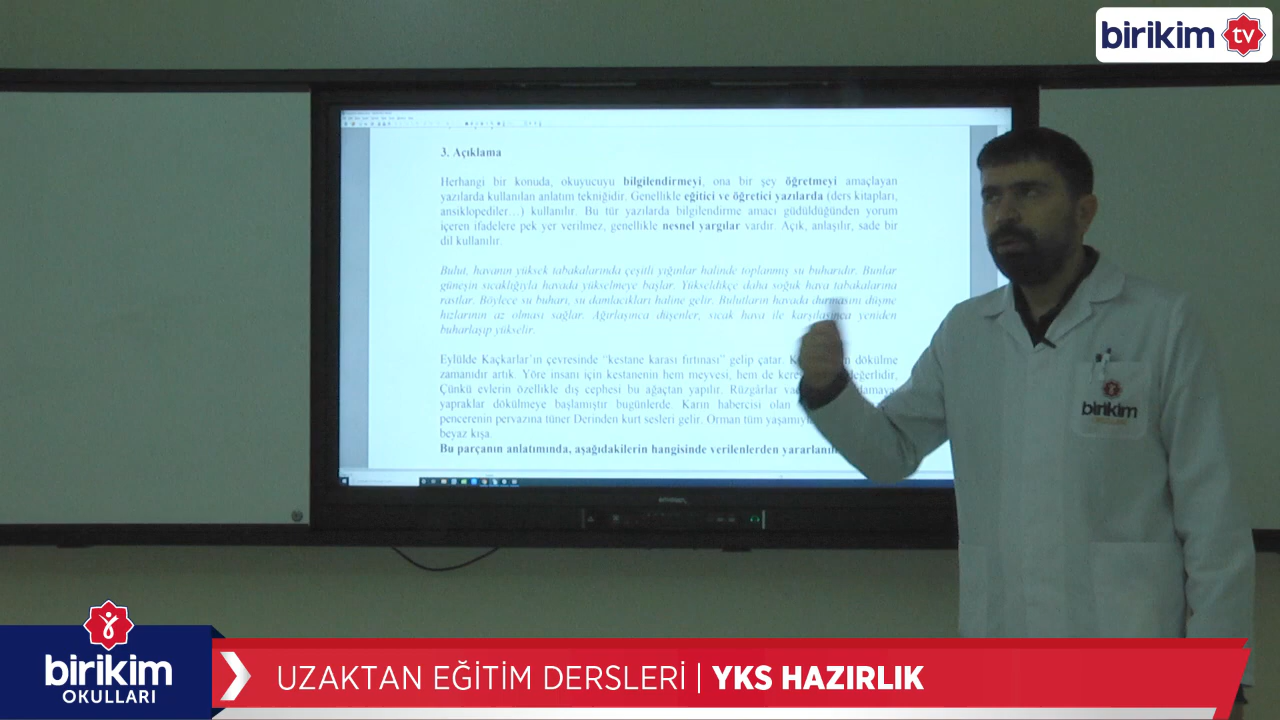 birikim tv
3. Açıklama
Herhangi bir konuda, okuyucuyu bilgilendirmeyi, ona bir şey öğretmeyi amaçlayan
yazılarda kullanılan anlatım tekniğidir. Genellikle eğitici ve öğretici yazılarda (ders kitapları,
ansiklopediler…) kullanılır. Bu tür yazılarda bilgilendirme amacı güdüldüğünden yorum
içeren ifadelere pek yer verilmez, genellikle nesnel yargılar vardır. Açık, anlaşılır, sade bir
dil kullanılır.
Bulut, havanın yüksek tabakalarında çeşitli yığınlar halinde toplanmış su buharıdır. Bunlar
güneşin sıcaklığıyla havada yükselmeye başlar. Yükseldikçe daha soğuk hava tabakalarına
rastlar. Böylece su buharı, su damlacıkları haline gelir. Bulutların havada durmasını düşme
hızlarının az olması sağlar. Ağırlaşınca düşenler, sıcak hava ile karşılaşınca yeniden
buharlaşıp yükselir.
Eylülde Kaçkarlar'ın çevresinde "kestane karası fırtınası" gelip çatar. dökülme
zamanıdır artık. Yöre insanı için kestanenin hem meyvesi, hem de değerlidir.
Çünkü evlerin özellikle dış cephesi bu ağaçtan yapılır. Rüzgârlar
yapraklar dökülmeye başlamıştır bugünlerde. Karın habercisi olan
pencerenin pervazına tüner Derinden kurt sesleri gelir. Orman tüm
beyaz kışa.
Bu parçanın anlatımında, aşağıdakilerin hangisinde verilenlerden
birikim
birikim
OKULLARI
UZAKTAN EĞİTİM DERSLERİ | YKS HAZIRLIK